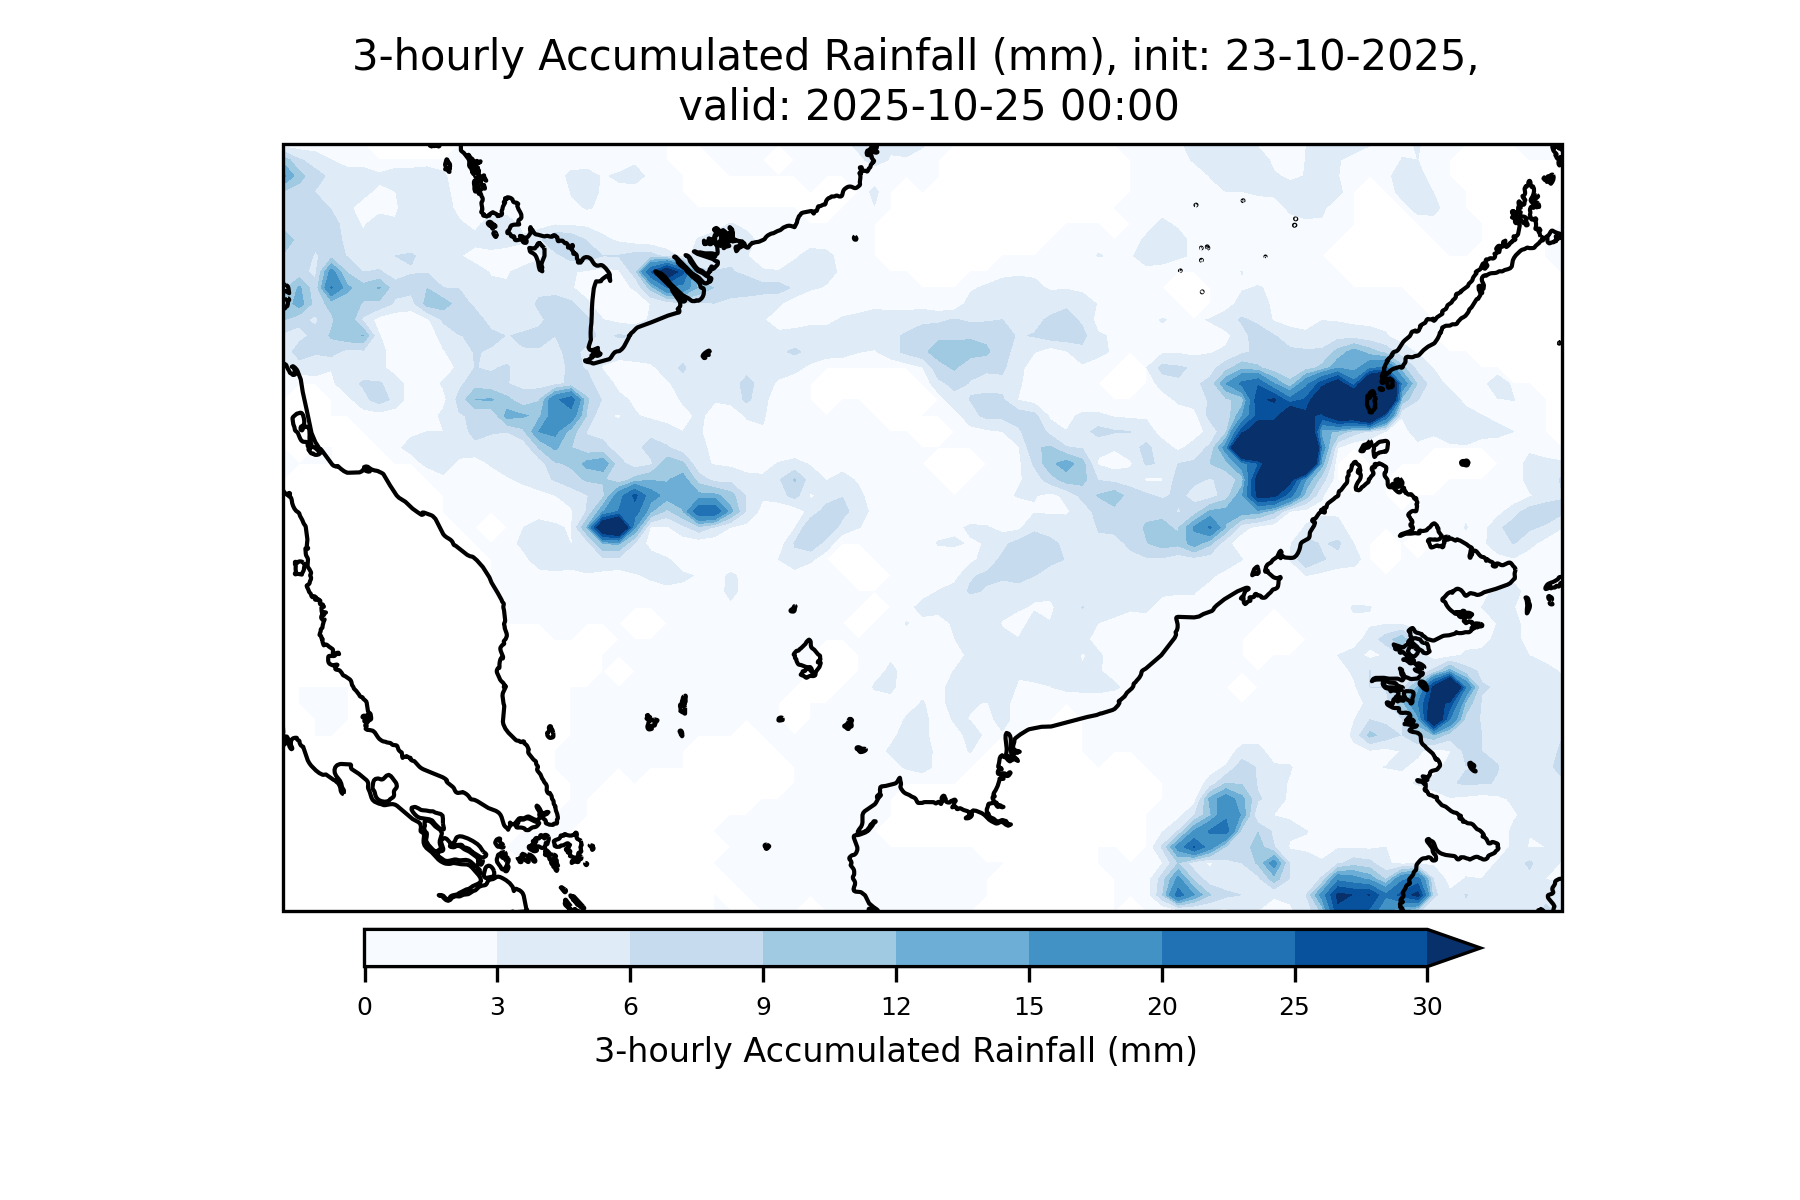 3-hourly Accumulated Rainfall (mm), init: 23-10-2025,
valid: 2025-10-25 00:00
0 3 6 9 12 15 20 25 30
3-hourly Accumulated Rainfall (mm)